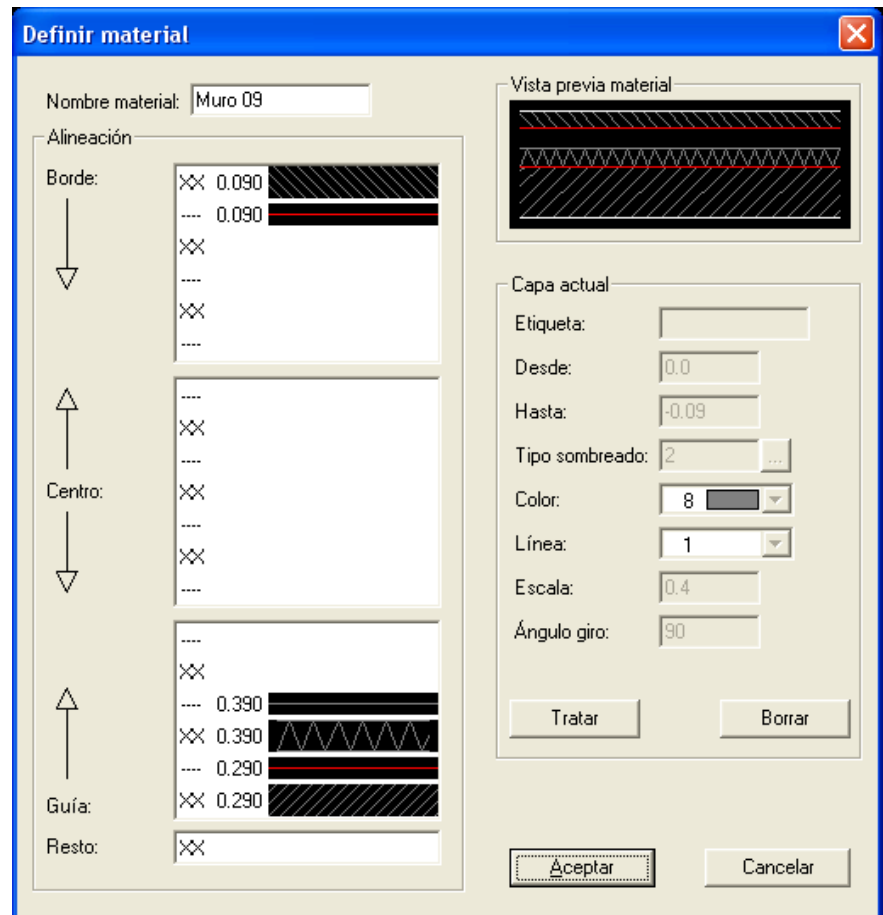 Definir material
Nombre material: Muro 09
Alineación
Borde:
XX 0.090
---- 0.090
XX
----
XX
----
----
XX
----
Centro:
XX
----
XX
----
----
XX
---- 0.390
XX 0.390
---- 0.290
Guía:
XX 0.290
Resto:
XX
Vista previa material
Capa actual
Etiqueta:
Desde: 0.0
Hasta: -0.09
Tipo sombreado: 2 ...
Color: 8
Línea: 1
Escala: 0.4
Ángulo giro: 90
Tratar
Borrar
Aceptar
Cancelar